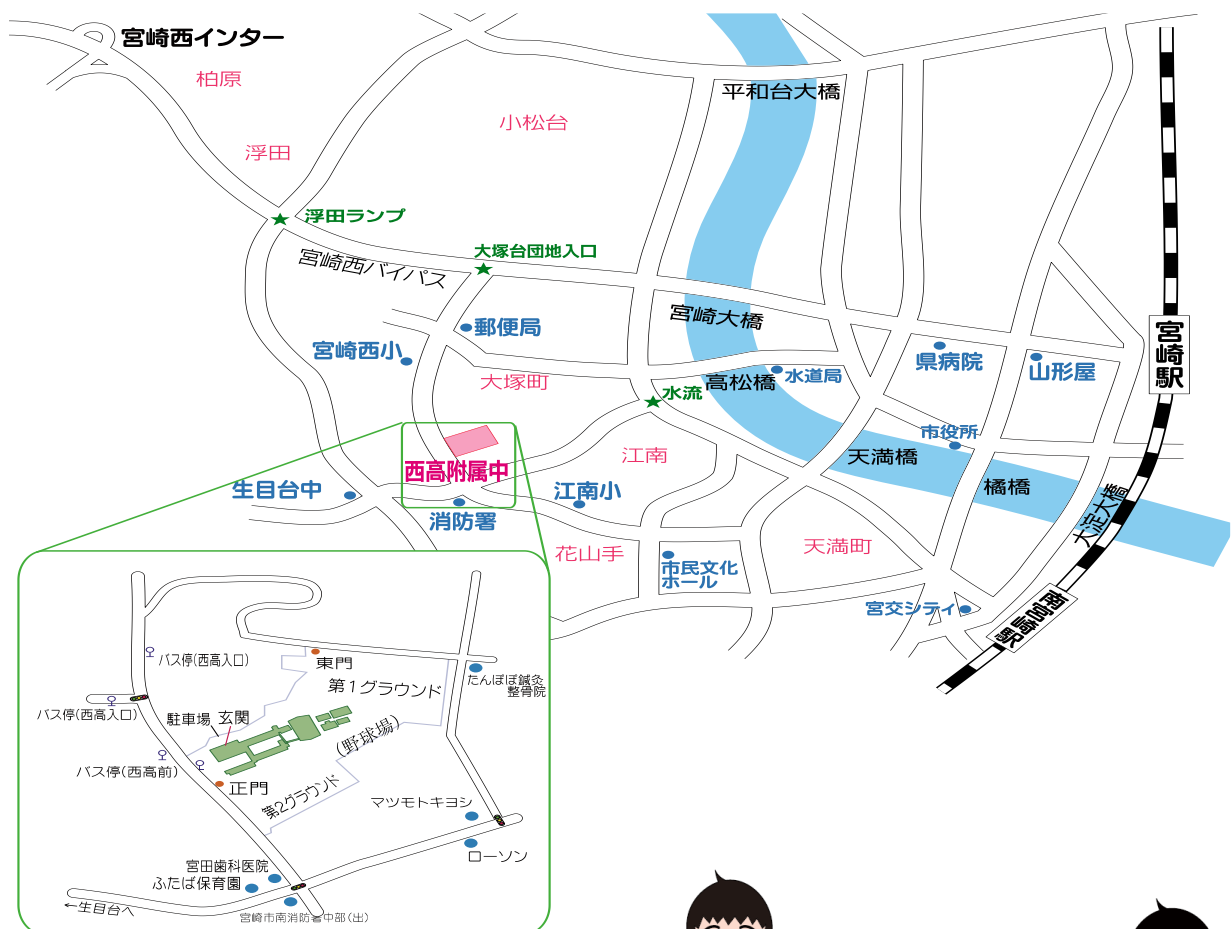 宮崎西インター
柏原
平和台大橋
小松台
浮田
浮田ランプ
大塚台団地入口
宮崎西バイパス
宮崎大橋
郵便局
宮崎西小
宮崎駅
県病院
山形屋
大塚町
高松橋
水道局
水流
市役所
江南
天満橋
西高附属中
生目台中
江南小
橘橋
消防署
大淀大橋
花山手
天満町
市民文化
ホール
宮交シティ
南宮崎駅
バス停(西高入口)
東門
第1グラウンド
たんぽぽ鍼灸
整骨院
バス停(西高入口)
駐車場
玄関
(野球場)
バス停(西高前)
正門
第2グラウンド
マツモトキヨシ
ローソン
宮田歯科医院
ふたば保育園
←生目台へ
宮崎市南消防署中部(出)